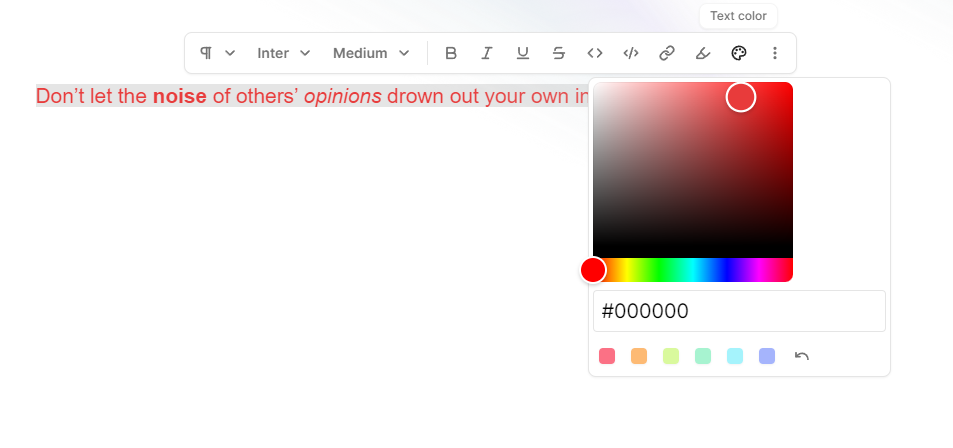 Text color
Inter
Medium
B
I
U
S
Don’t let the noise of others’ opinions drown out your own in
#000000